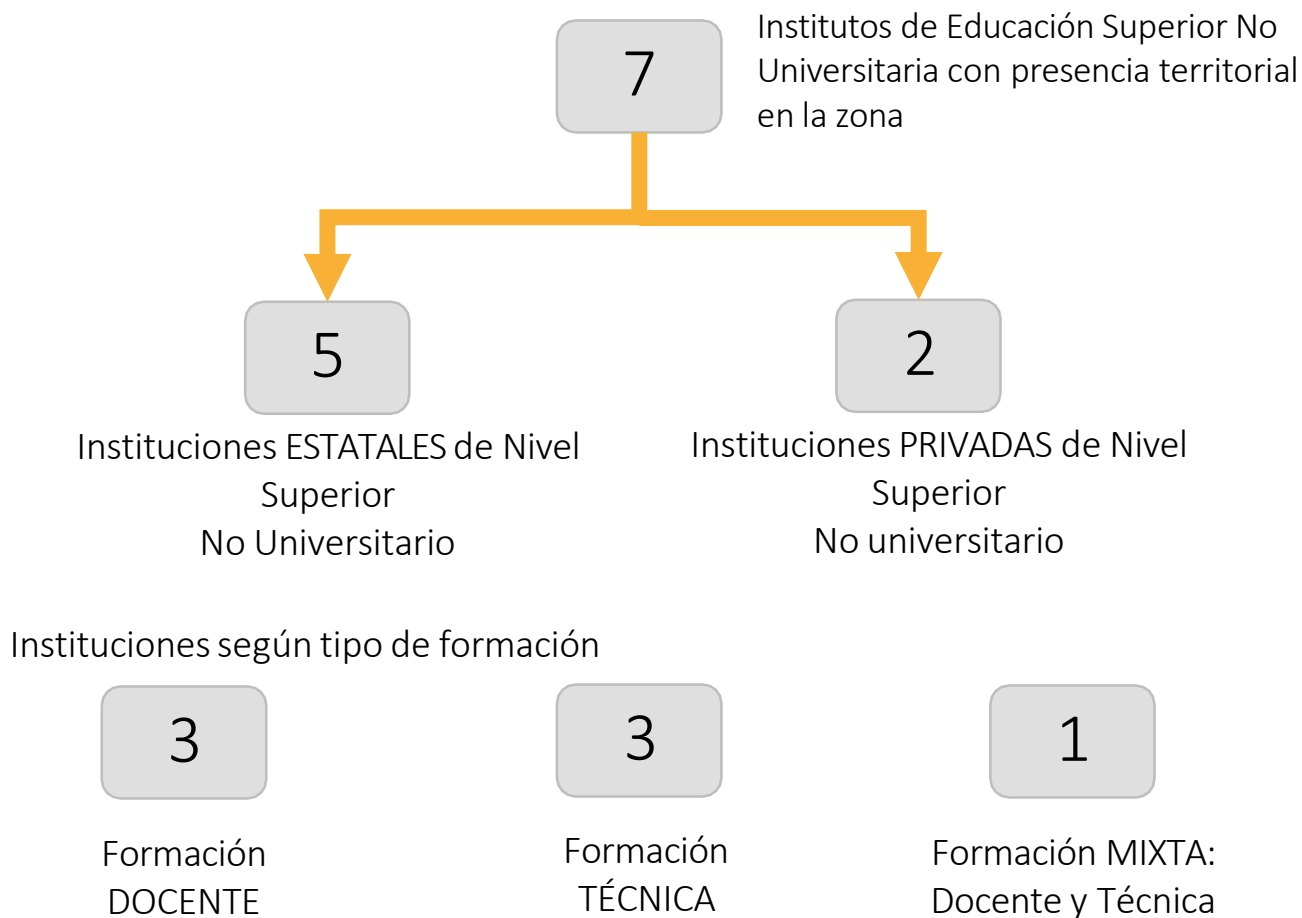 7
Institutos de Educación Superior No
Universitaria con presencia territorial
en la zona
5
Instituciones ESTATALES de Nivel
Superior
No Universitario
2
Instituciones PRIVADAS de Nivel
Superior
No universitario
Instituciones según tipo de formación
3
Formación
DOCENTE
3
Formación
TÉCNICA
1
Formación MIXTA:
Docente y Técnica